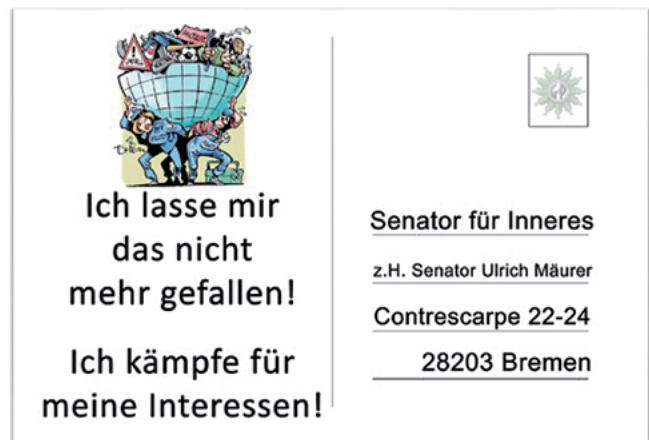 Ich lasse mir
das nicht
mehr gefallen!
Ich kämpfe für
meine Interessen!
Senator für Inneres
z.H. Senator Ulrich Mäurer
Contrescarpe 22-24
28203 Bremen